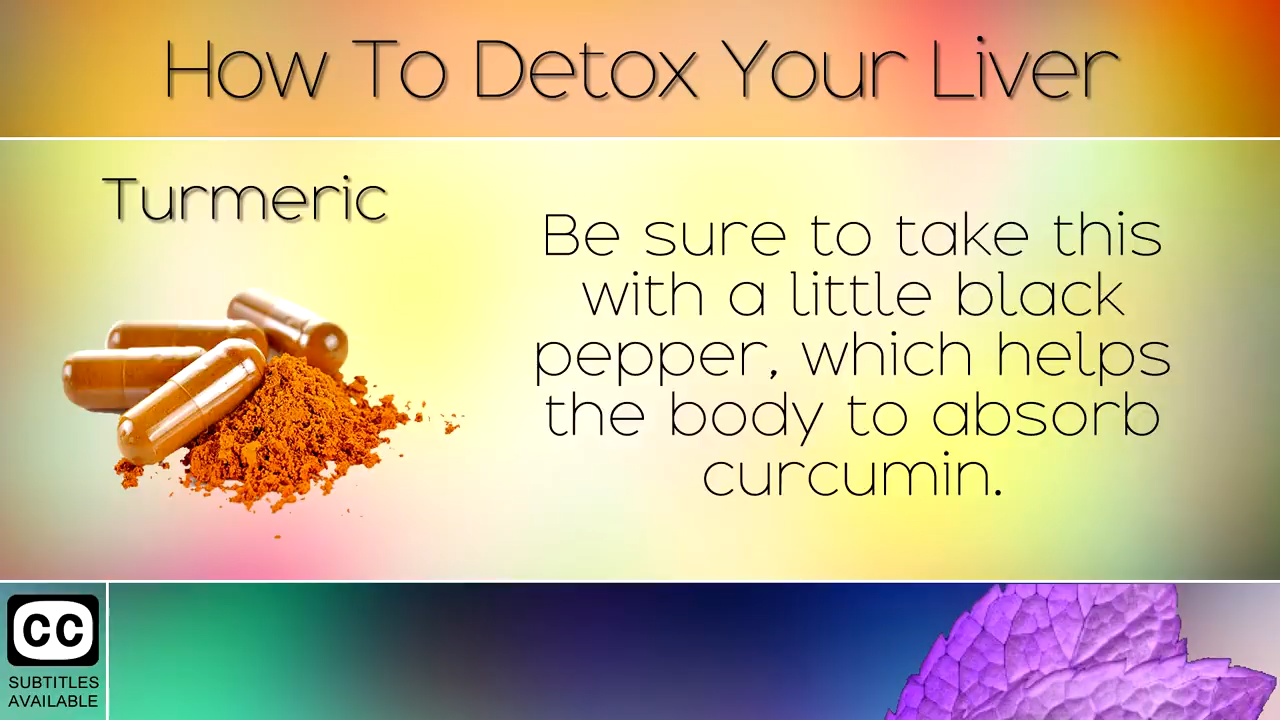 How To Detox Your Liver
Turmeric
Be sure to take this
with a little black
pepper, which helps
the body to absorb
curcumin.
CC
SUBTITLES
AVAILABLE